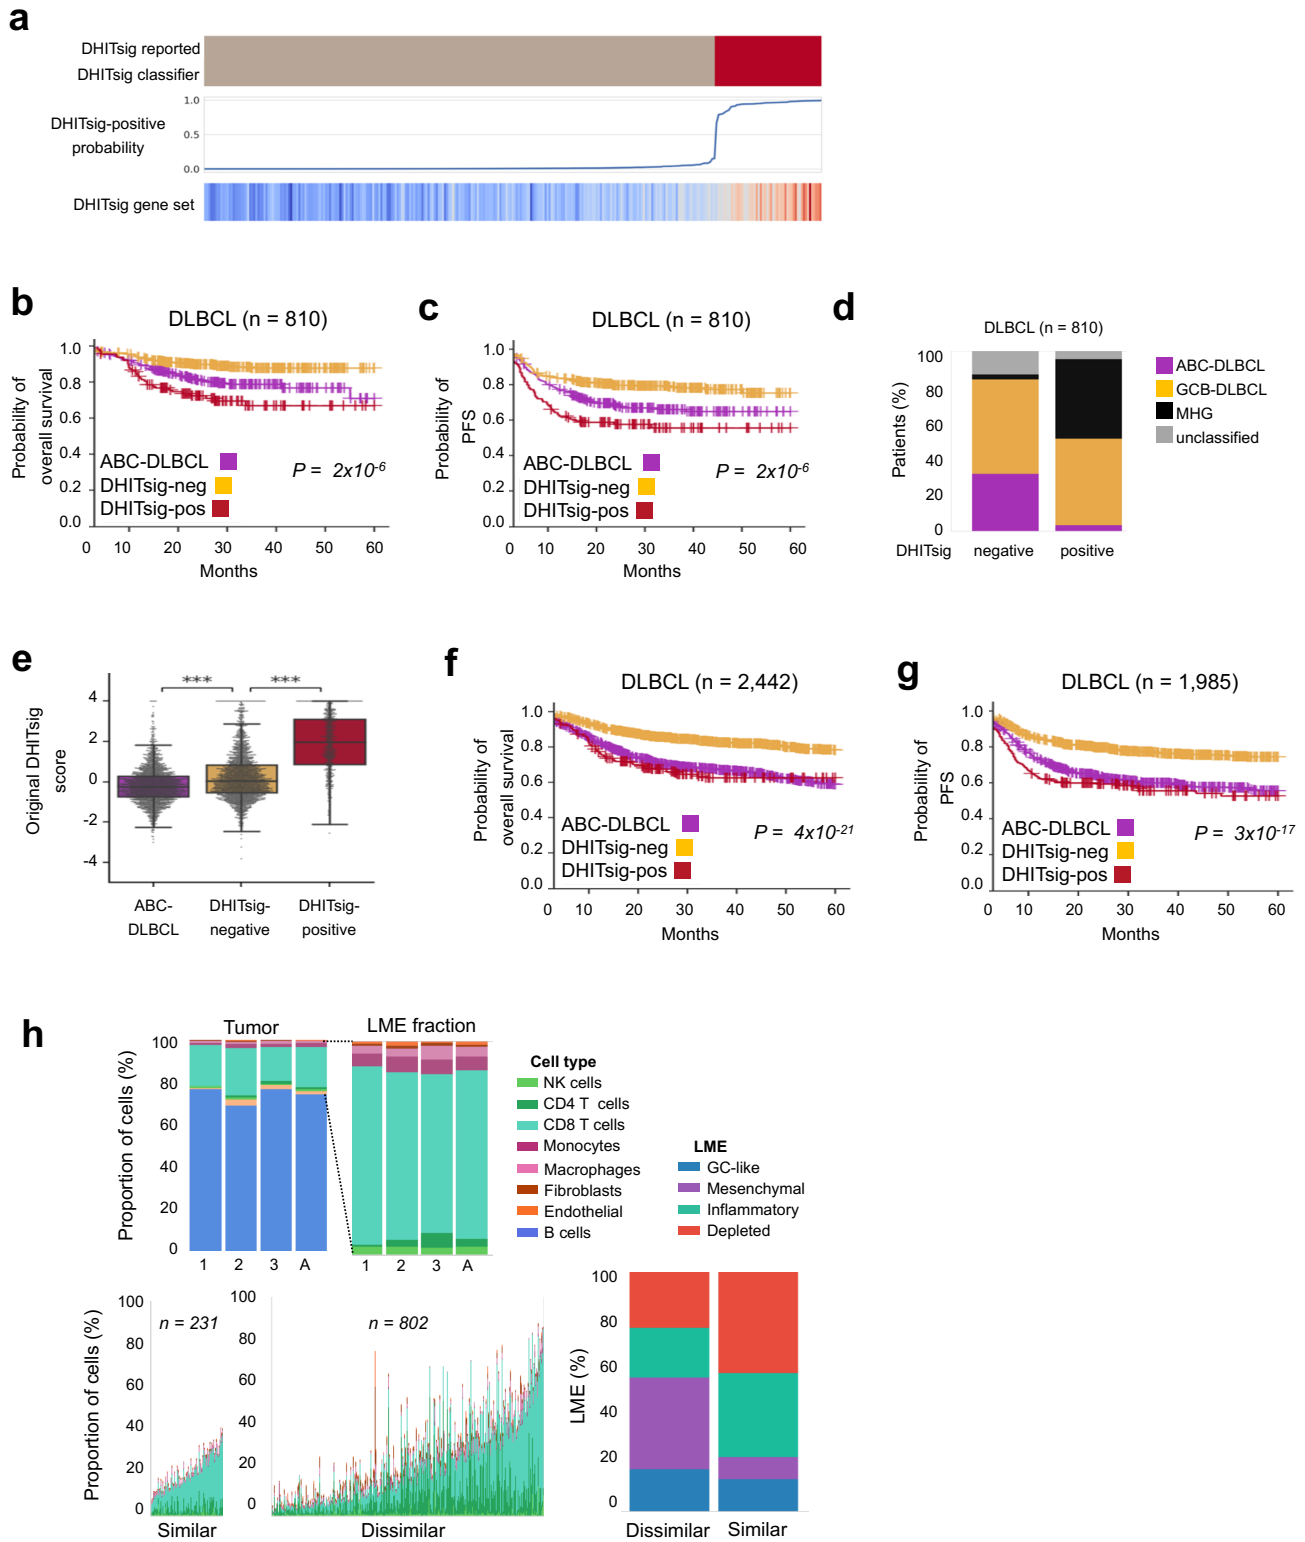 a
DHITsig reported
DHITsig classifier
DHITsig-positive
probability
1.0
0.5
0.0
DHITsig gene set
b
DLBCL (n = 810)
Probability of
overall survival
1.0
0.8
0.6
0.4
0.2
0.0
ABC-DLBCL
DHITsig-neg
DHITsig-pos
P = 2x10-6
0 10 20 30 40 50 60
Months
c
DLBCL (n = 810)
Probability of
PFS
1.0
0.8
0.6
0.4
0.2
0.0
ABC-DLBCL
DHITsig-neg
DHITsig-pos
P = 2x10-6
0 10 20 30 40 50 60
Months
d
DLBCL (n = 810)
Patients (%)
100
80
60
40
20
0
DHITsig negative positive
ABC-DLBCL
GCB-DLBCL
MHG
unclassified
e
Original DHITsig
score
4
2
0
-2
-4
*** ***
ABC-
DLBCL
DHITsig-
negative
DHITsig-
positive
f
DLBCL (n = 2,442)
Probability of
overall survival
1.0
0.8
0.6
0.4
0.2
0.0
ABC-DLBCL
DHITsig-neg
DHITsig-pos
P = 4x10-21
0 10 20 30 40 50 60
Months
g
DLBCL (n = 1,985)
Probability of
PFS
1.0
0.8
0.6
0.4
0.2
0.0
ABC-DLBCL
DHITsig-neg
DHITsig-pos
P = 3x10-17
0 10 20 30 40 50 60
Months
h
Tumor
LME fraction
Proportion of cells (%)
100
80
60
40
20
0
1 2 3 A
1 2 3 A
Cell type
NK cells
CD4 T cells
CD8 T cells
Monocytes
Macrophages
Fibroblasts
Endothelial
B cells
LME
GC-like
Mesenchymal
Inflammatory
Depleted
Proportion of cells (%)
100
80
60
40
20
0
n = 231
Similar
100
80
60
40
20
0
n = 802
Dissimilar
LME (%)
100
80
60
40
20
0
Dissimilar Similar